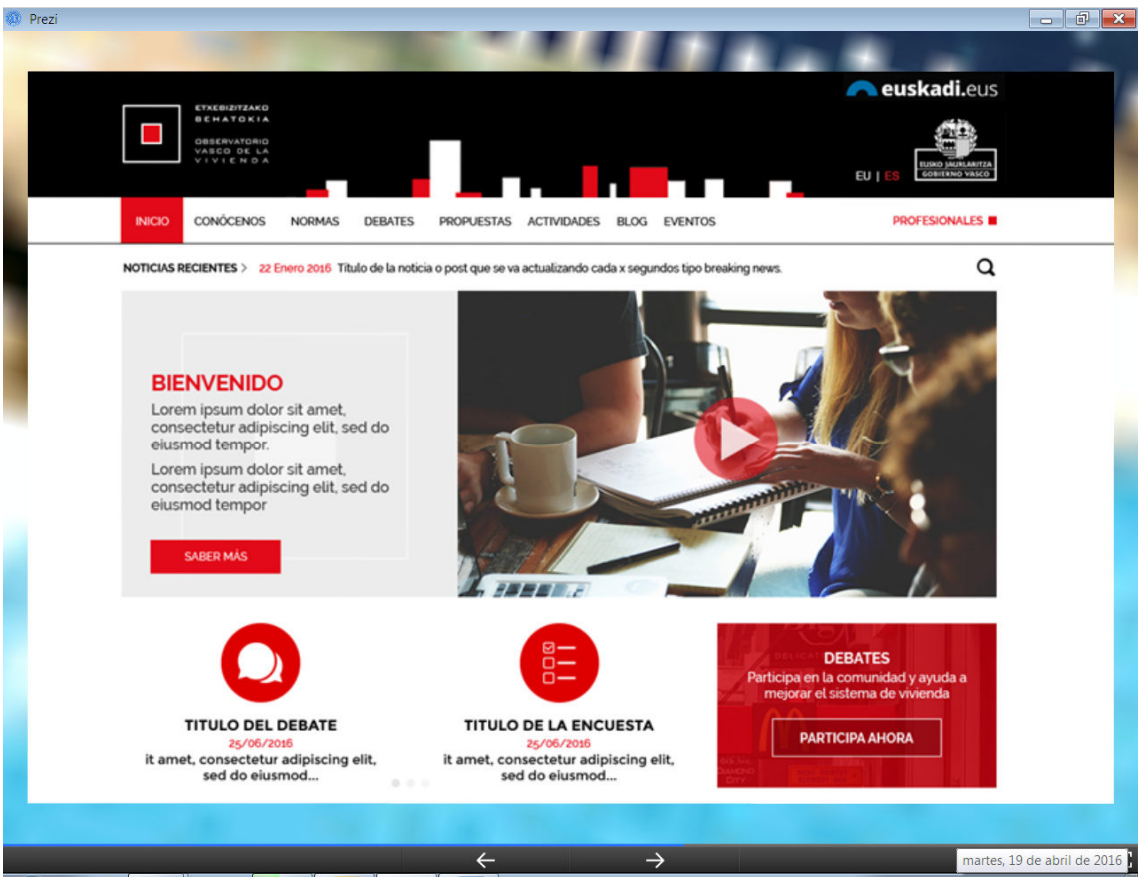 Prezi
euskadi.eus
ETXEBIZITZAKO
BEHATOKIA
OBSERVATORIO
VASCO DE LA
VIVIENDA
EUSKO JAURLARITZA
GOBIERNO VASCO
EU | ES
INICIO CONÓCENOS NORMAS DEBATES PROPUESTAS ACTIVIDADES BLOG EVENTOS PROFESIONALES
NOTICIAS RECIENTES > 22 Enero 2016 Título de la noticia o post que se va actualizando cada x segundos tipo breaking news.
BIENVENIDO
Lorem ipsum dolor sit amet,
consectetur adipiscing elit, sed do
eiusmod tempor.
Lorem ipsum dolor sit amet,
consectetur adipiscing elit, sed do
eiusmod tempor
SABER MÁS
TITULO DEL DEBATE
25/06/2016
it amet, consectetur adipiscing elit,
sed do eiusmod...
TITULO DE LA ENCUESTA
25/06/2016
it amet, consectetur adipiscing elit,
sed do eiusmod...
DEBATES
Participa en la comunidad y ayuda a
mejorar el sistema de vivienda
PARTICIPA AHORA
martes, 19 de abril de 2016